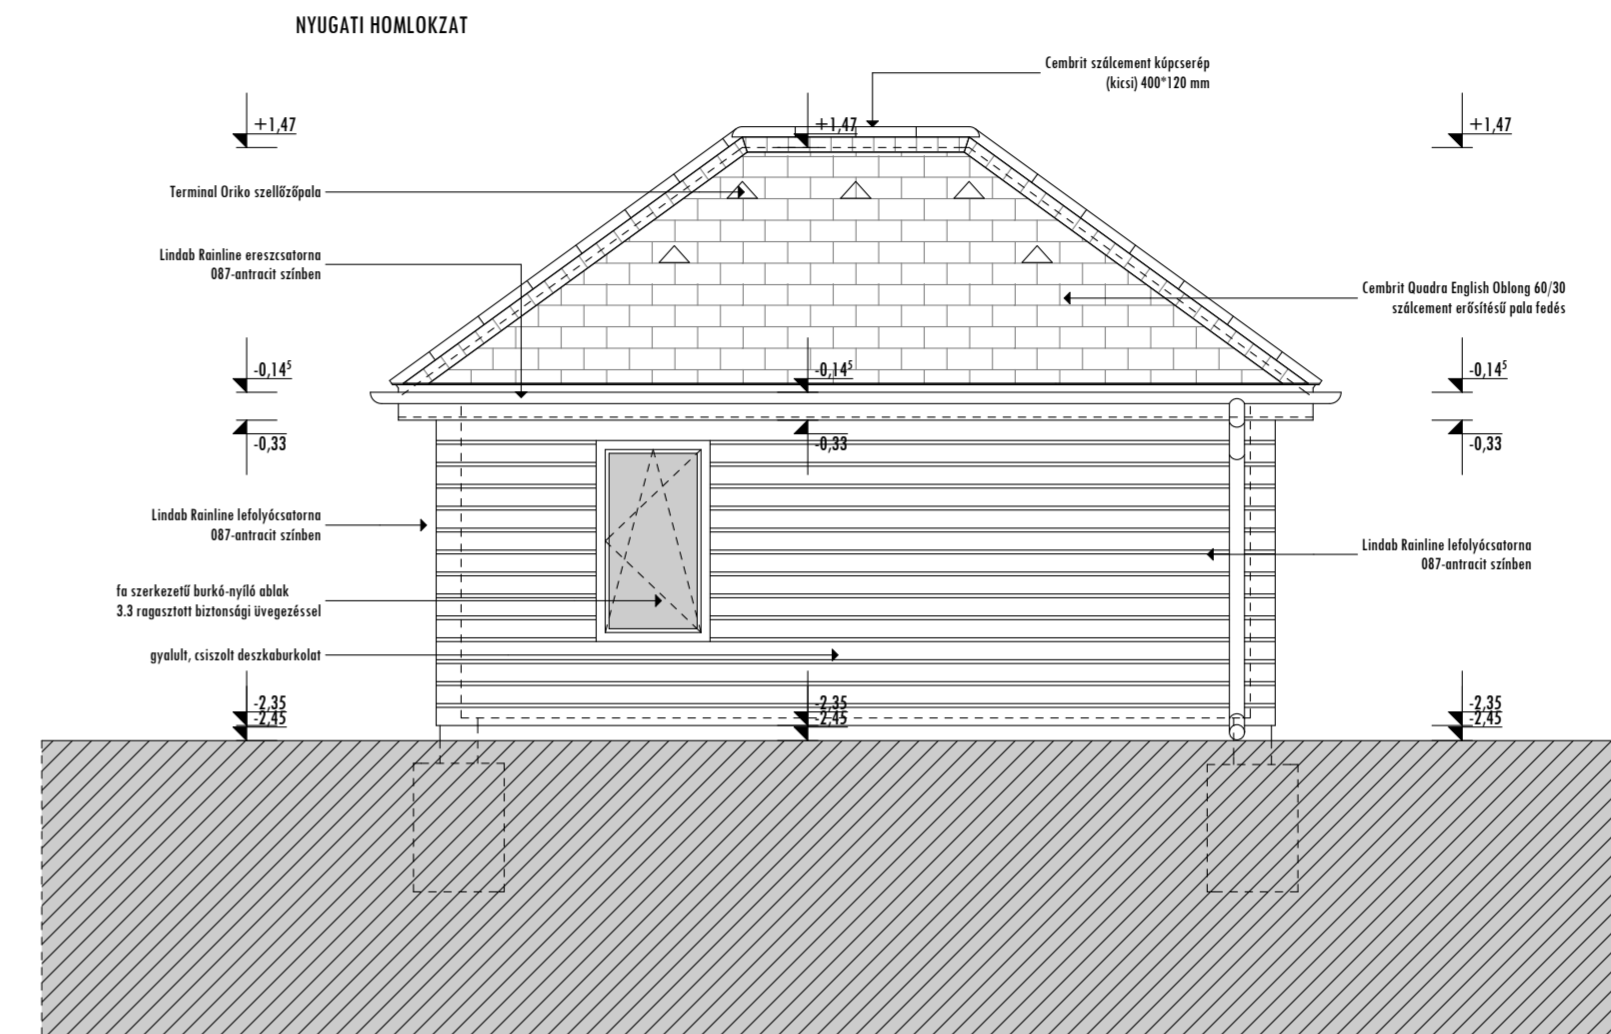 NYUGATI HOMLOKZAT
Cembrit szálcement kúpcserép
(kicsi) 400*120 mm
+1,47
+1,47
+1,47
Terminal Oriko szellőzőpala
Lindab Rainline ereszcsatorna
087-antracit színben
Cembrit Quadra English Oblong 60/30
szálcement erősítésű pala fedés
-0,14⁵
-0,14⁵
-0,14⁵
-0,33
-0,33
-0,33
Lindab Rainline lefolyócsatorna
087-antracit színben
Lindab Rainline lefolyócsatorna
087-antracit színben
fa szerkezetű burkó-nyíló ablak
3.3 ragasztott biztonsági üvegezéssel
gyalult, csiszolt deszkaburkolat
-2,35
-2,35
-2,35
-2,45
-2,45
-2,45